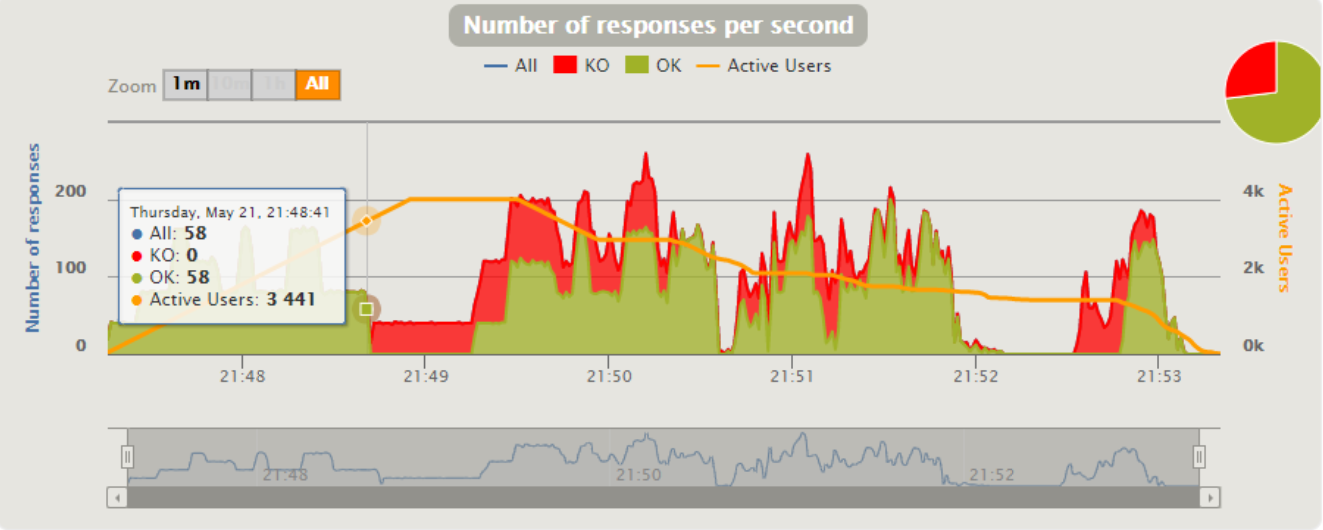 Number of responses per second
All KO OK Active Users
Zoom 1m 10m 1h All
Number of responses
200
100
0
Thursday, May 21, 21:48:41
All: 58
KO: 0
OK: 58
Active Users: 3 441
4k
2k
0k
Active Users
21:48 21:49 21:50 21:51 21:52 21:53
21:48 21:50 21:52